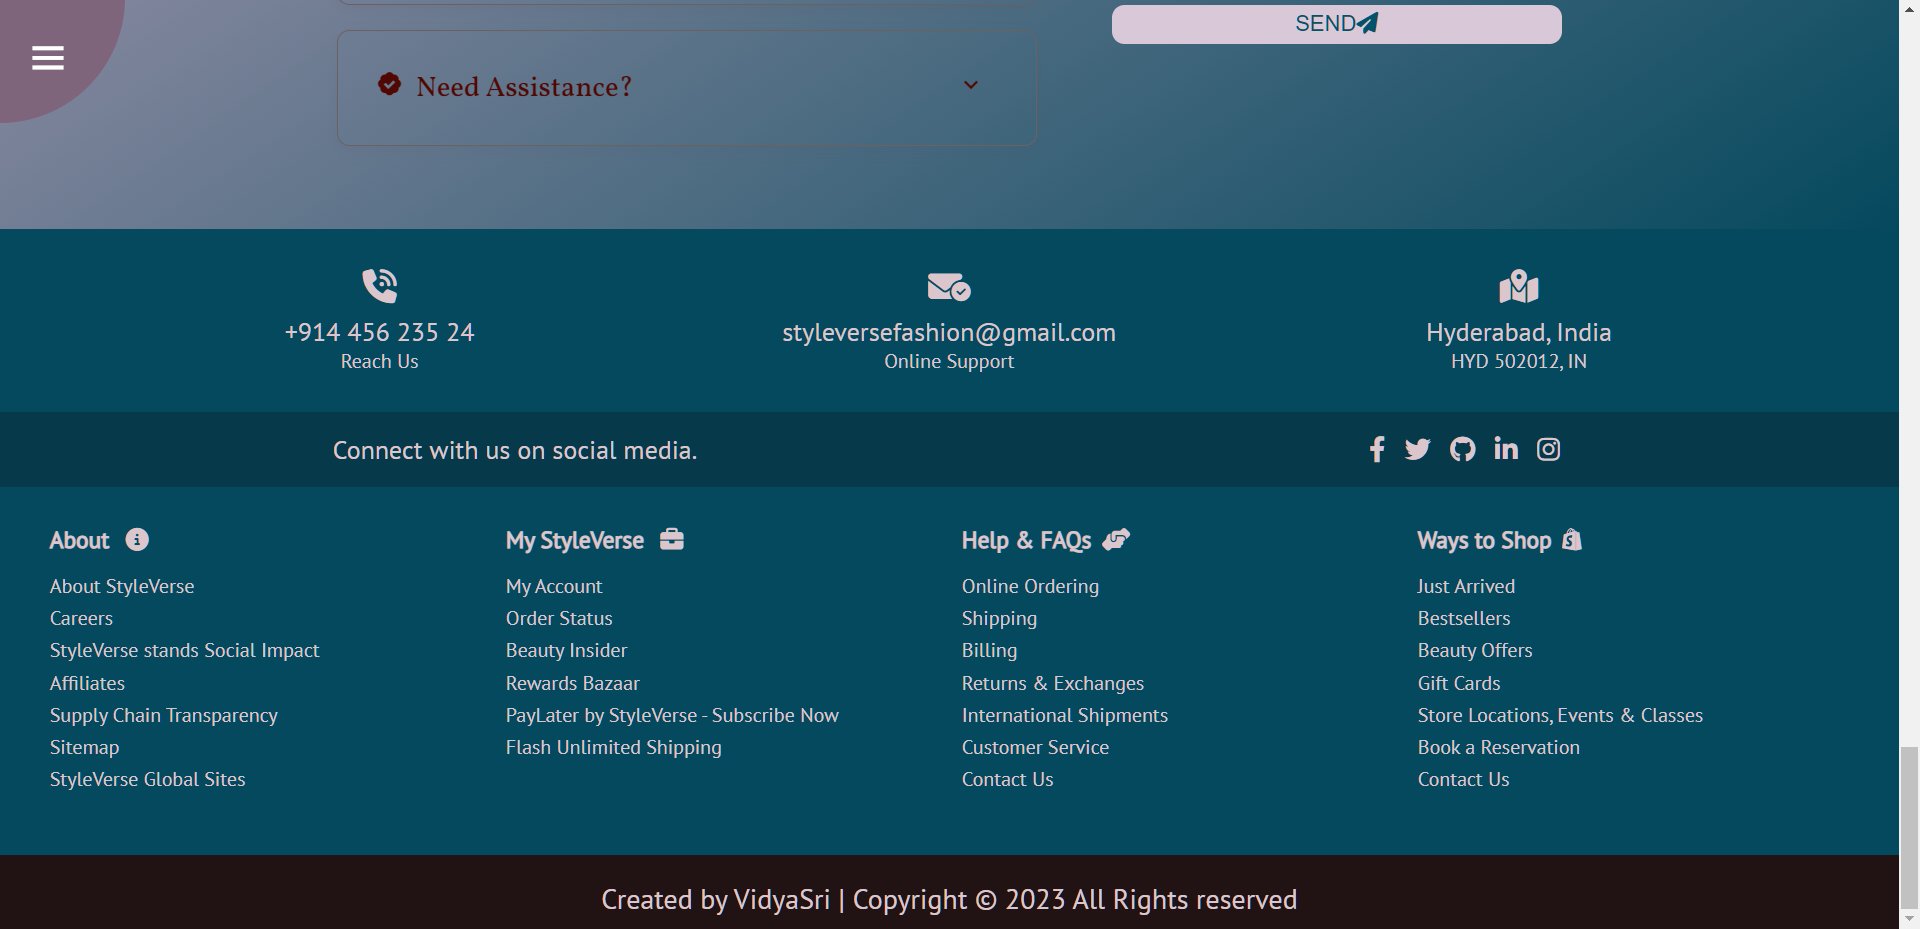 SEND
Need Assistance?
+914 456 235 24
Reach Us
styleversefashion@gmail.com
Online Support
Hyderabad, India
HYD 502012, IN
Connect with us on social media.
About
About StyleVerse
Careers
StyleVerse stands Social Impact
Affiliates
Supply Chain Transparency
Sitemap
StyleVerse Global Sites
My StyleVerse
My Account
Order Status
Beauty Insider
Rewards Bazaar
PayLater by StyleVerse - Subscribe Now
Flash Unlimited Shipping
Help & FAQs
Online Ordering
Shipping
Billing
Returns & Exchanges
International Shipments
Customer Service
Contact Us
Ways to Shop
Just Arrived
Bestsellers
Beauty Offers
Gift Cards
Store Locations, Events & Classes
Book a Reservation
Contact Us
Created by VidyaSri | Copyright © 2023 All Rights reserved